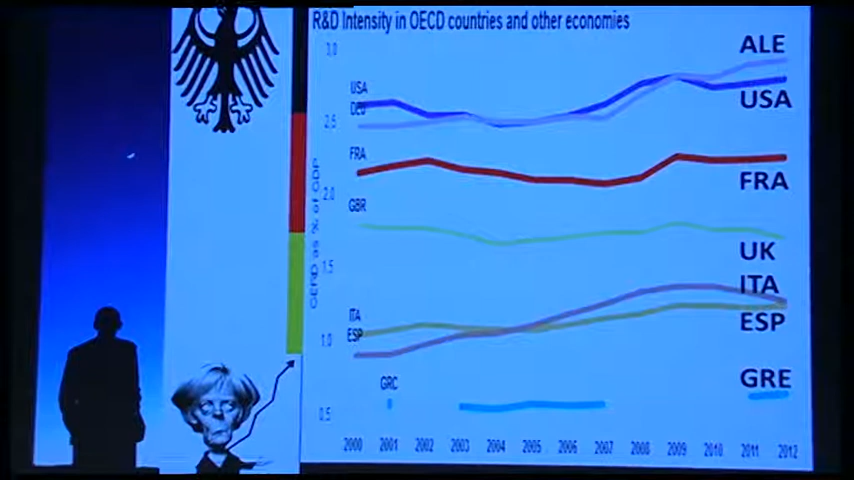 R&D Intensity in OECD countries and other economies
3.0
ALE
USA
USA
DEU
2.5
FRA
FRA
2.0
GERD as % of GDP
GBR
UK
1.5
ITA
ITA
ESP
ESP
1.0
GRC
GRE
0.5
2000 2001 2002 2003 2004 2005 2006 2007 2008 2009 2010 2011 2012